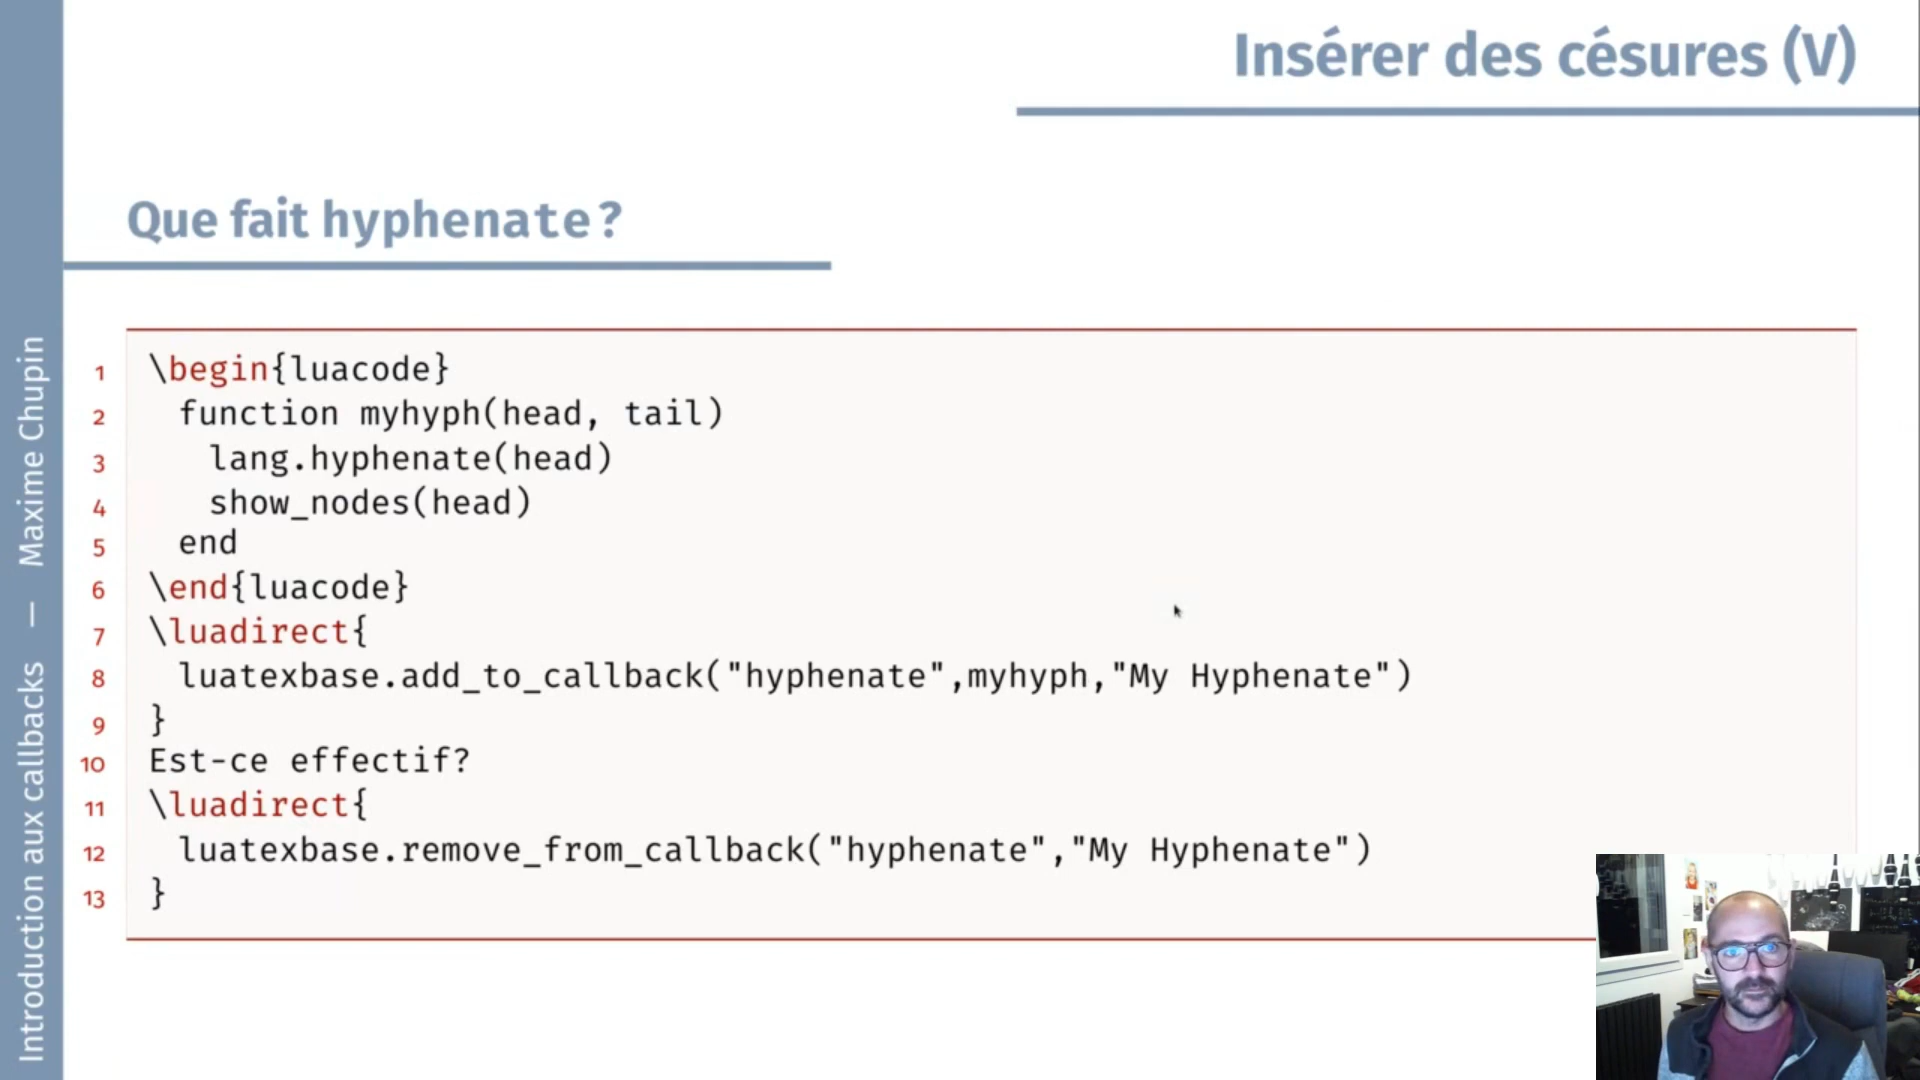 Insérer des césures (V)
Que fait hyphenate ?
1 \begin{luacode}
2 function myhyph(head, tail)
3 lang.hyphenate(head)
4 show_nodes(head)
5 end
6 \end{luacode}
7 \luadirect{
8 luatexbase.add_to_callback("hyphenate",myhyph,"My Hyphenate")
9 }
10 Est-ce effectif?
11 \luadirect{
12 luatexbase.remove_from_callback("hyphenate","My Hyphenate")
13 }
Introduction aux callbacks — Maxime Chupin